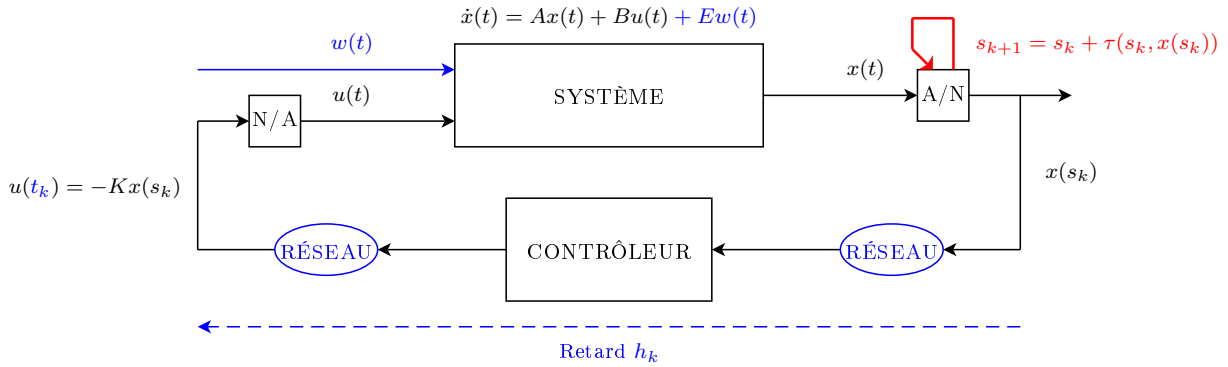 ẋ(t) = Ax(t) + Bu(t) + Ew(t)
w(t)
s_{k+1} = s_k + τ(s_k, x(s_k))
x(t)
u(t)
SYSTÈME
A/N
N/A
x(s_k)
u(t_k) = −Kx(s_k)
RÉSEAU
CONTRÔLEUR
RÉSEAU
Retard h_k